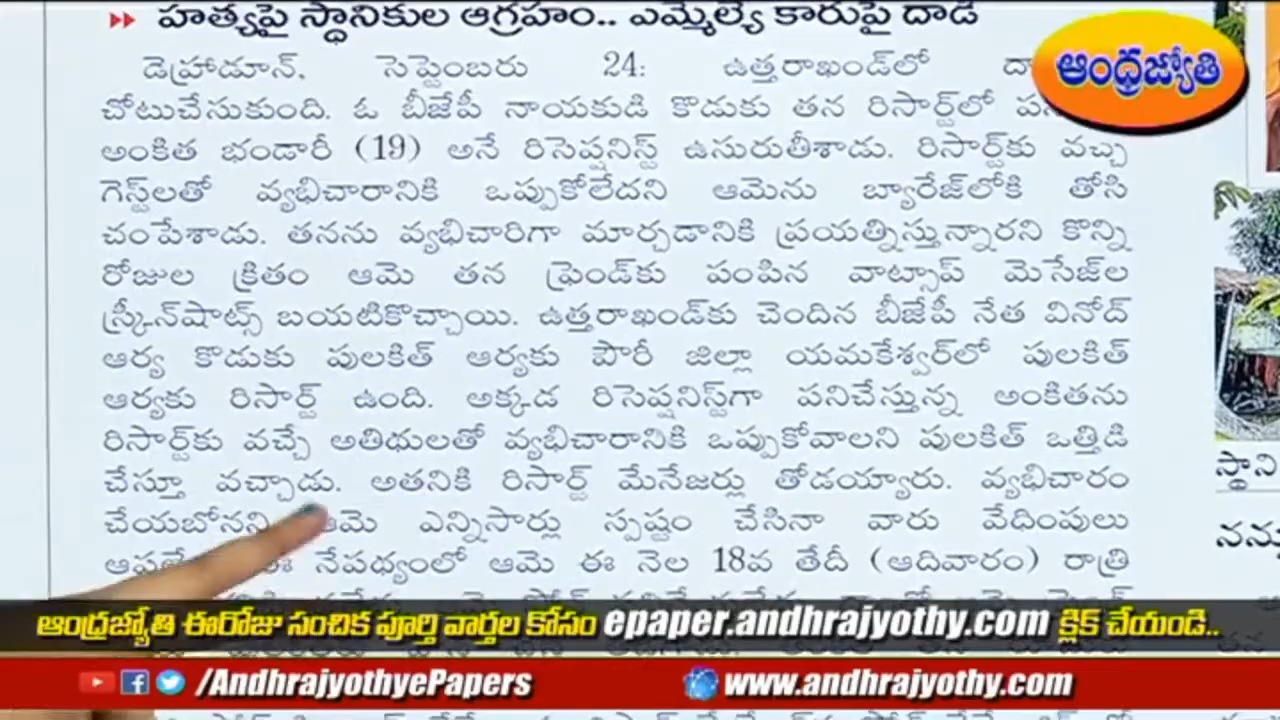 హత్యపై స్థానికుల ఆగ్రహం.. ఎమ్మెల్యే కారుపై దాడి
డెహ్రాడూన్, సెప్టెంబరు 24: ఉత్తరాఖండ్‌లో
చోటుచేసుకుంది. ఓ బీజేపీ నాయకుడి కొడుకు తన రిసార్ట్‌లో
అంకిత భండారీ (19) అనే రిసెప్షనిస్ట్ ఉసురుతీశాడు. రిసార్ట్‌కు వచ్చ
గెస్ట్‌లతో వ్యభిచారానికి ఒప్పుకోలేదని ఆమెను బ్యారేజ్‌లోకి తోసి
చంపేశాడు. తనను వ్యభిచారిగా మార్చడానికి ప్రయత్నిస్తున్నారని కొన్ని
రోజుల క్రితం ఆమె తన ఫ్రెండ్‌కు పంపిన వాట్సాప్ మెసేజ్‌ల
స్క్రీన్‌షాట్స్ బయటికొచ్చాయి. ఉత్తరాఖండ్‌కు చెందిన బీజేపీ నేత వినోద్
ఆర్య కొడుకు పులకిత్ ఆర్యకు పౌరీ జిల్లా యమకేశ్వర్‌లో పులకిత్
ఆర్యకు రిసార్ట్ ఉంది. అక్కడ రిసెప్షనిస్ట్‌గా పనిచేస్తున్న అంకితను
రిసార్ట్‌కు వచ్చే అతిథులతో వ్యభిచారానికి ఒప్పుకోవాలని పులకిత్ ఒత్తిడి
చేస్తూ వచ్చాడు. అతనికి రిసార్ట్ మేనేజర్లు తోడయ్యారు. వ్యభిచారం
చేయబోనని ఆమె ఎన్నిసార్లు స్పష్టం చేసినా వారు వేధింపులు
నేపథ్యంలో ఆమె ఈ నెల 18వ తేదీ (ఆదివారం) రాత్రి
ఆంధ్రజ్యోతి
స్థాని
నను
ఆంధ్రజ్యోతి ఈరోజు సంచిక పూర్తి వార్తల కోసం epaper.andhrajyothy.com క్లిక్ చేయండి..
/AndhrajyothyePapers www.andhrajyothy.com